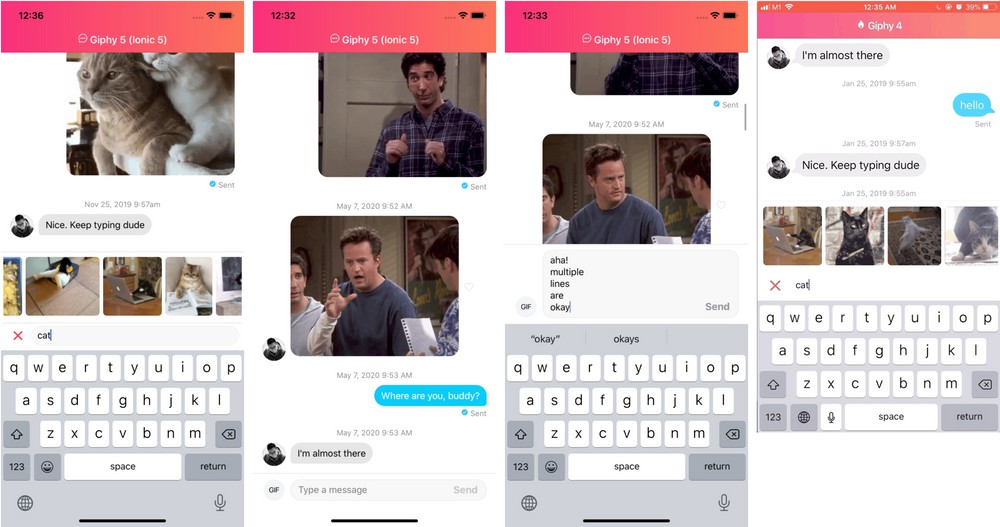 12:36
Giphy 5 (Ionic 5)
Sent
Nov 25, 2019 9:57am
Nice. Keep typing dude
cat
q w e r t y u i o p
a s d f g h j k l
z x c v b n m
123 space return
12:32
Giphy 5 (Ionic 5)
Sent
May 7, 2020 9:52 AM
May 7, 2020 9:53 AM
Where are you, buddy?
Sent
May 7, 2020 9:53 AM
I'm almost there
GIF Type a message Send
12:33
Giphy 5 (Ionic 5)
Sent
May 7, 2020 9:52 AM
aha!
multiple
lines
are
okay
GIF Send
"okay" okays
q w e r t y u i o p
a s d f g h j k l
z x c v b n m
123 space return
M1 12:35 AM 39%
Giphy 4
I'm almost there
Jan 25, 2019 9:55am
hello
Sent
Jan 25, 2019 9:57am
Nice. Keep typing dude
Jan 25, 2019 9:55am
cat
q w e r t y u i o p
a s d f g h j k l
z x c v b n m
123 space return